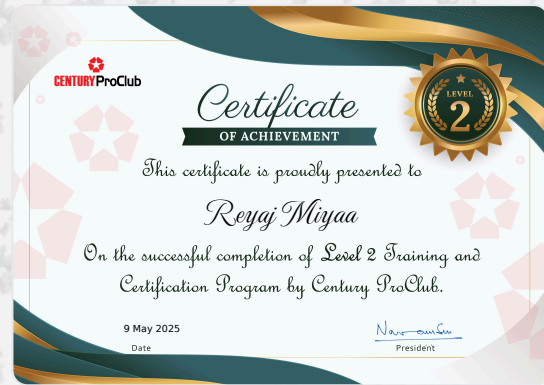 CENTURY ProClub
Certificate
OF ACHIEVEMENT
LEVEL
2
This certificate is proudly presented to
Reyaj Miyaa
On the successful completion of Level 2 Training and
Certification Program by Century ProClub.
9 May 2025
Date
President